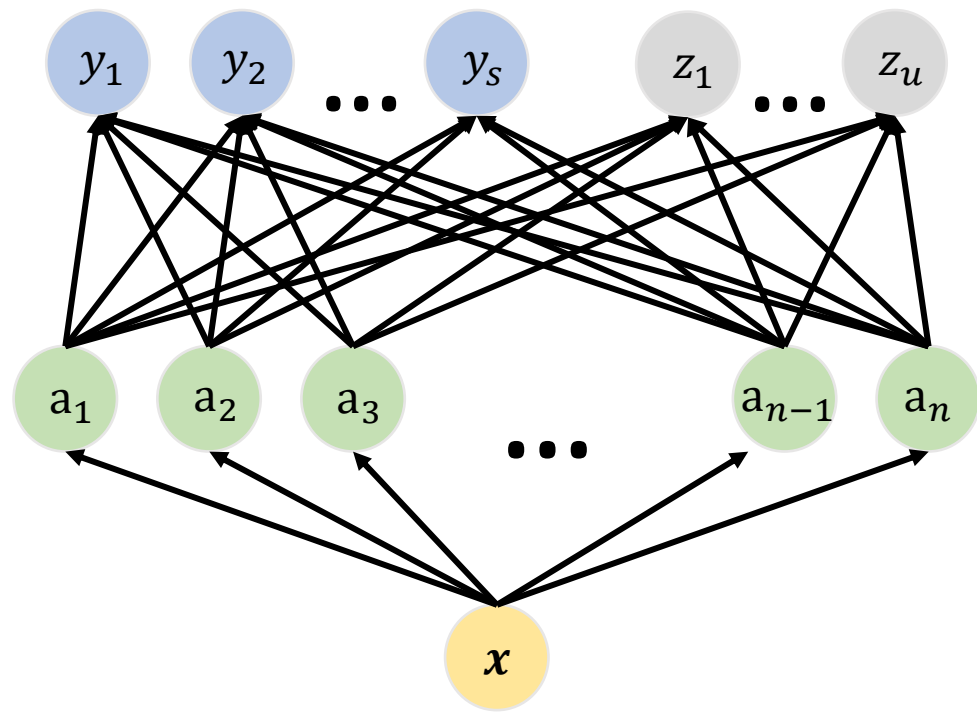 y₁ y₂ ... yₛ z₁ ... zᵤ
a₁ a₂ a₃ ... aₙ₋₁ aₙ
x